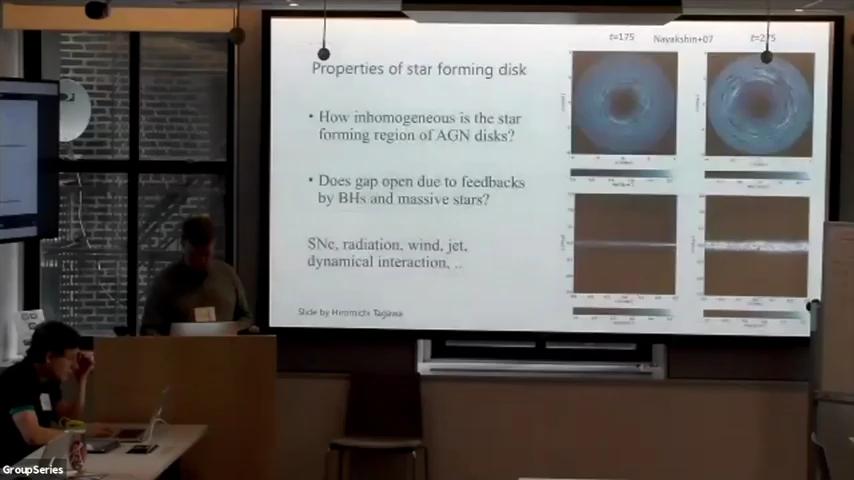 t=175 Nayakshin+07 t=275
Properties of star forming disk
• How inhomogeneous is the star
forming region of AGN disks?
• Does gap open due to feedbacks
by BHs and massive stars?
SNe, radiation, wind, jet,
dynamical interaction, ..
Slide by Hiromichi Tagawa
GroupSeries